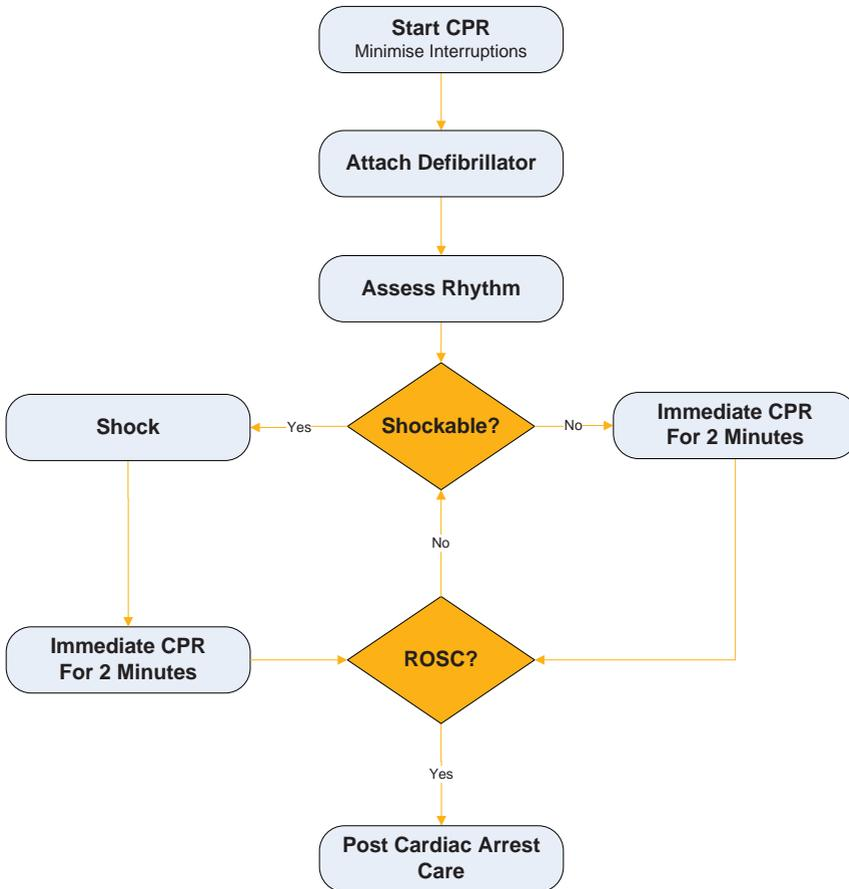 Start CPR
Minimise Interruptions
Attach Defibrillator
Assess Rhythm
Shock
Yes
Shockable?
No
Immediate CPR
For 2 Minutes
No
Immediate CPR
For 2 Minutes
ROSC?
Yes
Post Cardiac Arrest
Care